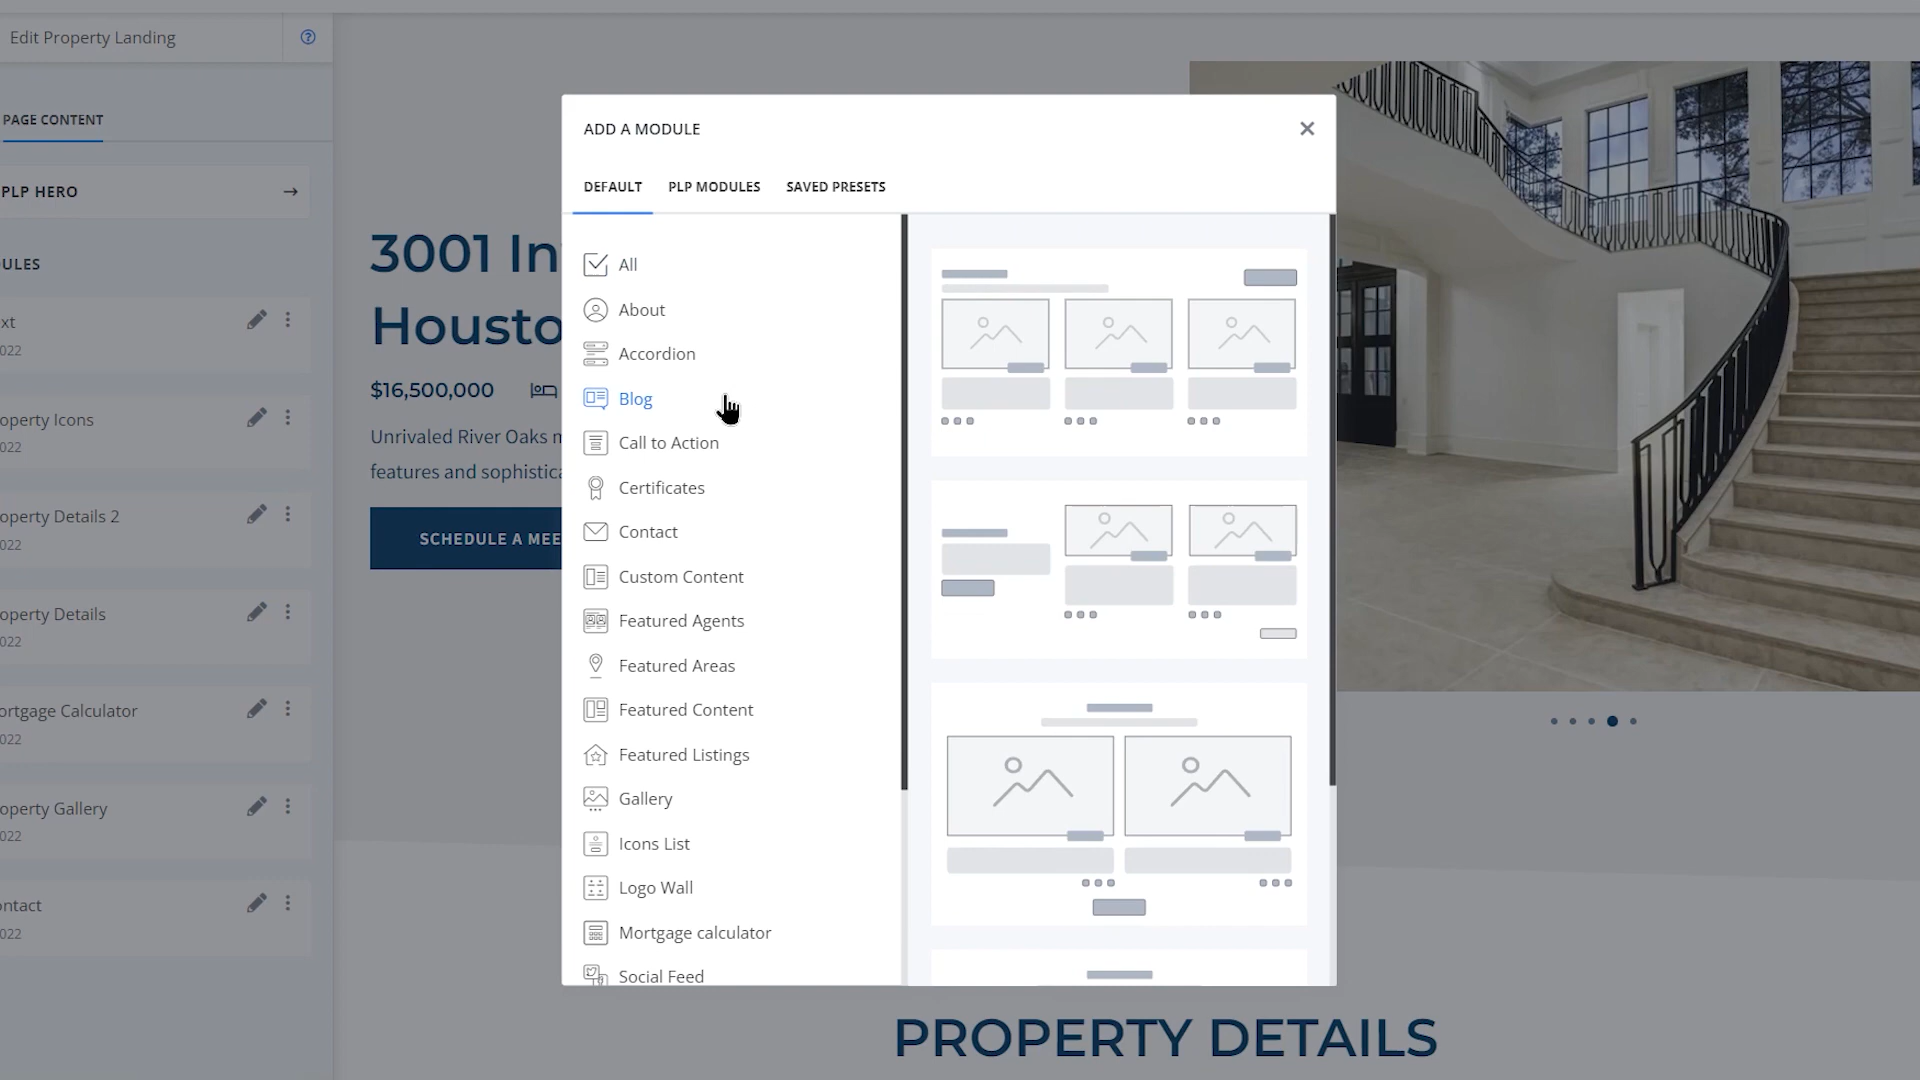 Edit Property Landing
PAGE CONTENT
PLP HERO
ULES
xt
022
operty Icons
022
operty Details 2
022
operty Details
022
ortgage Calculator
022
operty Gallery
022
ontact
022
3001 In
Housto
$16,500,000
Unrivaled River Oaks m
features and sophistica
SCHEDULE A MEE
ADD A MODULE
DEFAULT PLP MODULES SAVED PRESETS
All
About
Accordion
Blog
Call to Action
Certificates
Contact
Custom Content
Featured Agents
Featured Areas
Featured Content
Featured Listings
Gallery
Icons List
Logo Wall
Mortgage calculator
Social Feed
PROPERTY DETAILS